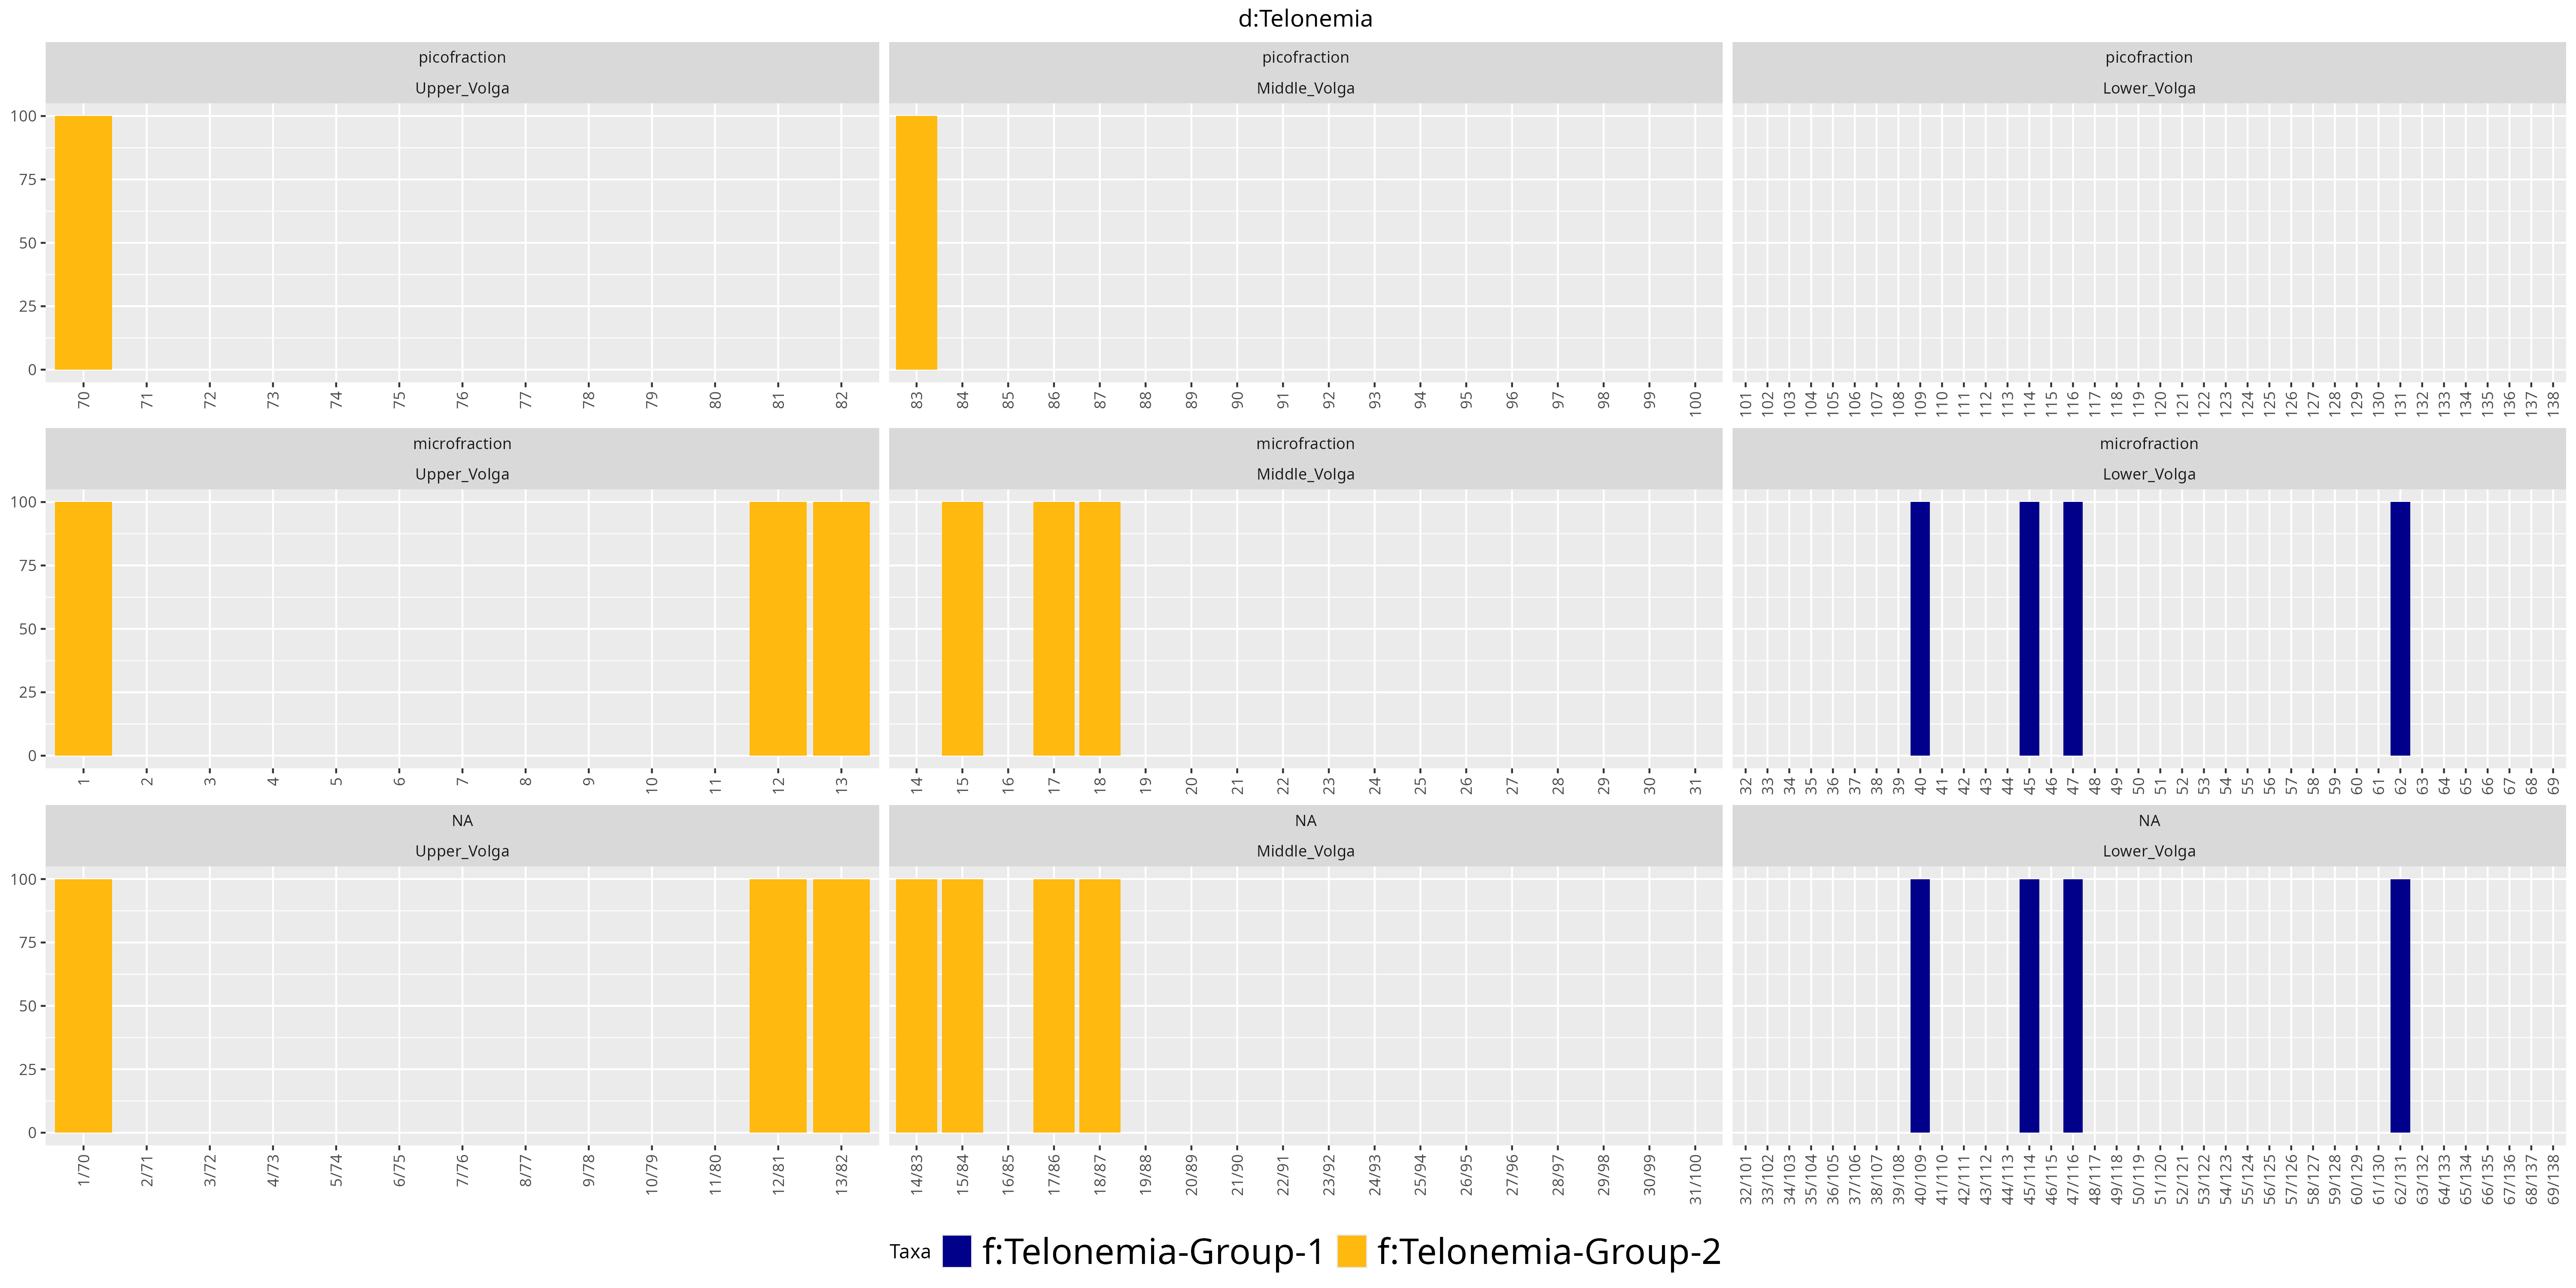 d:Telonemia
picofraction picofraction picofraction
Upper_Volga Middle_Volga Lower_Volga
100
75
50
25
0
70 71 72 73 74 75 76 77 78 79 80 81 82 83 84 85 86 87 88 89 90 91 92 93 94 95 96 97 98 99 100 101 102 103 104 105 106 107 108 109 110 111 112 113 114 115 116 117 118 119 120 121 122 123 124 125 126 127 128 129 130 131 132 133 134 135 136 137 138
microfraction microfraction microfraction
Upper_Volga Middle_Volga Lower_Volga
100
75
50
25
0
1 2 3 4 5 6 7 8 9 10 11 12 13 14 15 16 17 18 19 20 21 22 23 24 25 26 27 28 29 30 31 32 33 34 35 36 37 38 39 40 41 42 43 44 45 46 47 48 49 50 51 52 53 54 55 56 57 58 59 60 61 62 63 64 65 66 67 68 69
NA NA NA
Upper_Volga Middle_Volga Lower_Volga
100
75
50
25
0
1/70 2/71 3/72 4/73 5/74 6/75 7/76 8/77 9/78 10/79 11/80 12/81 13/82 14/83 15/84 16/85 17/86 18/87 19/88 20/89 21/90 22/91 23/92 24/93 25/94 26/95 27/96 28/97 29/98 30/99 31/100 32/101 33/102 34/103 35/104 36/105 37/106 38/107 39/108 40/109 41/110 42/111 43/112 44/113 45/114 46/115 47/116 48/117 49/118 50/119 51/120 52/121 53/122 54/123 55/124 56/125 57/126 58/127 59/128 60/129 61/130 62/131 63/132 64/133 65/134 66/135 67/136 68/137 69/138
Taxa f:Telonemia-Group-1 f:Telonemia-Group-2